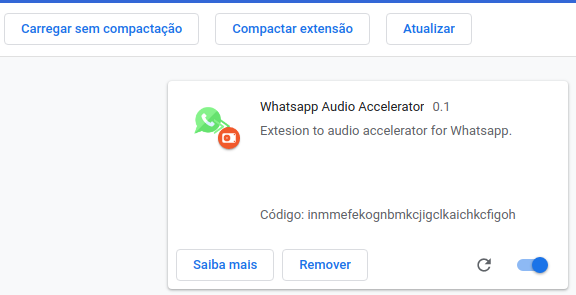 Carregar sem compactação
Compactar extensão
Atualizar
Whatsapp Audio Accelerator 0.1
Extesion to audio accelerator for Whatsapp.
Código: inmmefekognbmkcjigclkaichkcfigoh
Saiba mais
Remover